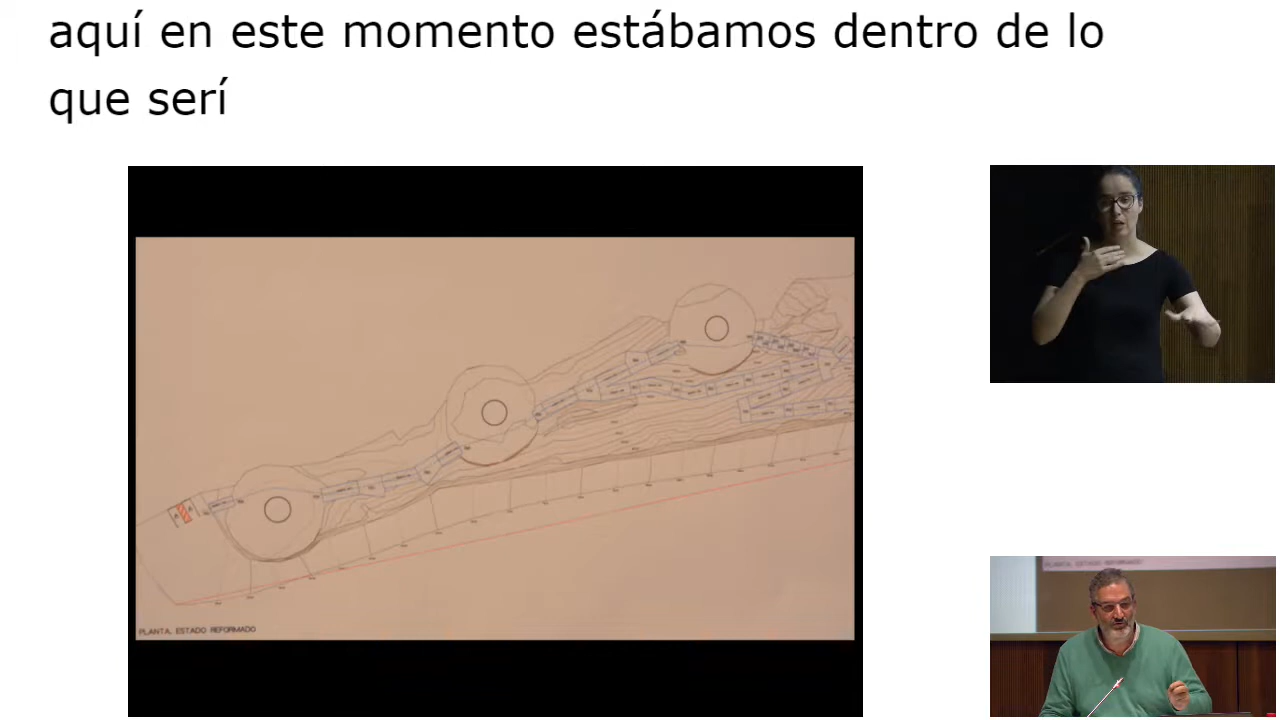 aquí en este momento estábamos dentro de lo
que serí
PLANTA. ESTADO REFORMADO